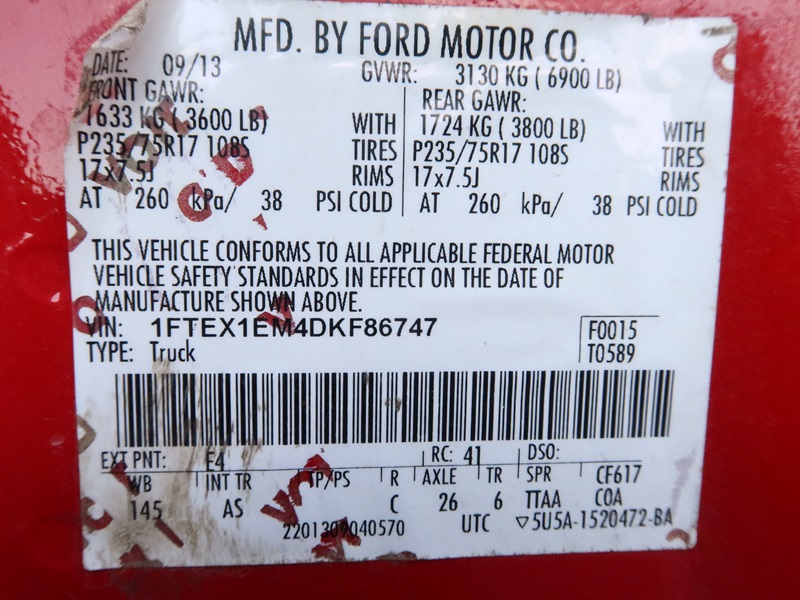 MFD. BY FORD MOTOR CO.
DATE: 09/13 GVWR: 3130 KG ( 6900 LB)
FRONT GAWR: REAR GAWR:
1633 KG ( 3600 LB) WITH 1724 KG ( 3800 LB) WITH
P235/75R17 108S TIRES P235/75R17 108S TIRES
17x7.5J RIMS 17x7.5J RIMS
AT 260 kPa/ 38 PSI COLD AT 260 kPa/ 38 PSI COLD
THIS VEHICLE CONFORMS TO ALL APPLICABLE FEDERAL MOTOR
VEHICLE SAFETY STANDARDS IN EFFECT ON THE DATE OF
MANUFACTURE SHOWN ABOVE.
VIN: 1FTEX1EM4DKF86747 F0015
TYPE: Truck T0589
EXT PNT: E4 RC: 41 DSO:
WB INT TR TP/PS R AXLE TR SPR CF617
145 AS C 26 6 TTAA COA
2201309040570 UTC ▽5U5A-1520472-BA